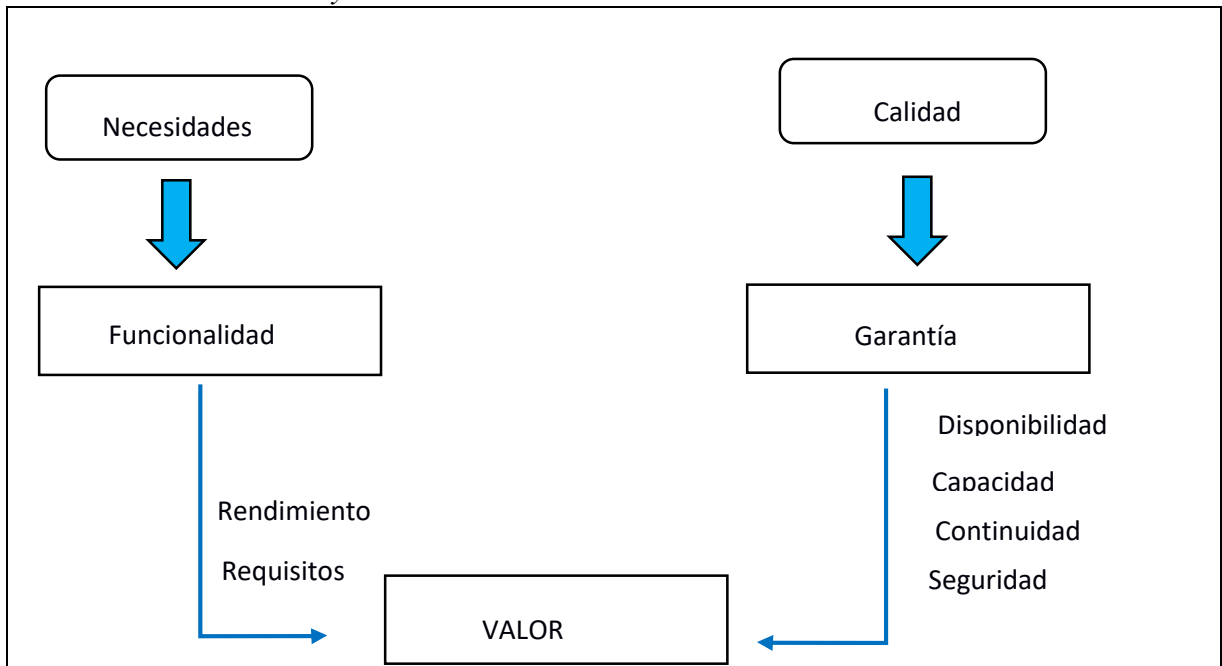 Necesidades
Calidad
Funcionalidad
Garantía
Disponibilidad
Capacidad
Continuidad
Seguridad
Rendimiento
Requisitos
VALOR